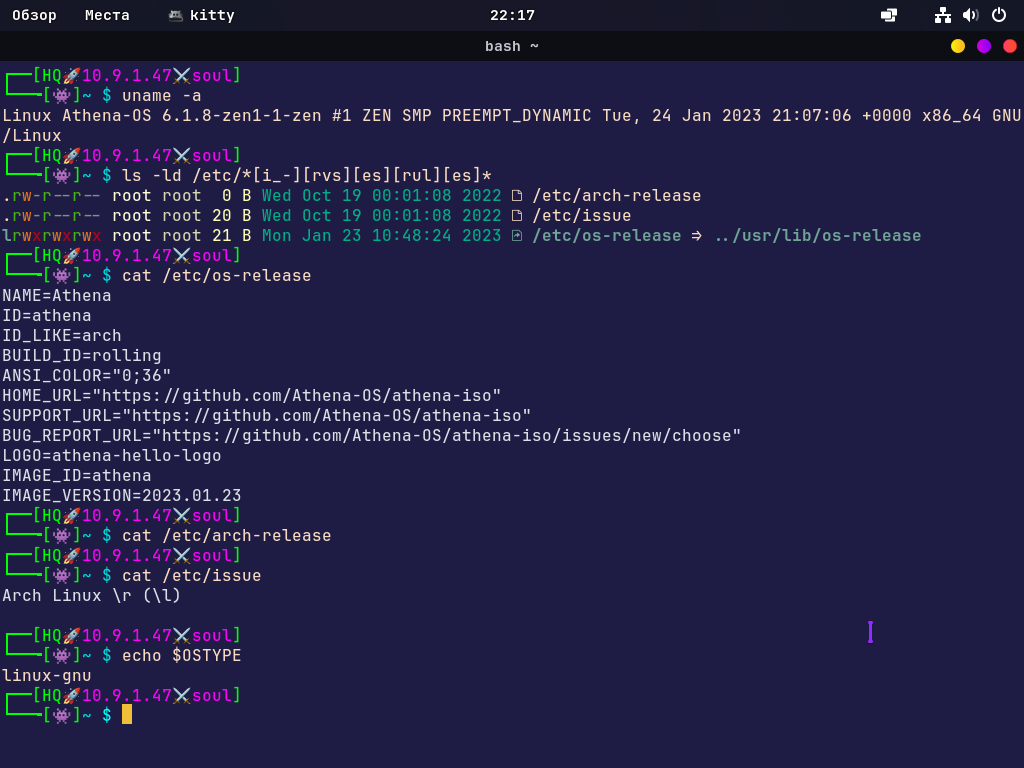 Обзор Места kitty 22:17
bash ~
┌──[HQ🚀10.9.1.47⚔️soul]
└──╼[👾]~ $ uname -a
Linux Athena-OS 6.1.8-zen1-1-zen #1 ZEN SMP PREEMPT_DYNAMIC Tue, 24 Jan 2023 21:07:06 +0000 x86_64 GNU
/Linux
┌──[HQ🚀10.9.1.47⚔️soul]
└──╼[👾]~ $ ls -ld /etc/*[i_-][rvs][es][rul][es]*
.rw-r--r-- root root  0 B Wed Oct 19 00:01:08 2022 /etc/arch-release
.rw-r--r-- root root 20 B Wed Oct 19 00:01:08 2022 /etc/issue
lrwxrwxrwx root root 21 B Mon Jan 23 10:48:24 2023 /etc/os-release ⇒ ../usr/lib/os-release
┌──[HQ🚀10.9.1.47⚔️soul]
└──╼[👾]~ $ cat /etc/os-release
NAME=Athena
ID=athena
ID_LIKE=arch
BUILD_ID=rolling
ANSI_COLOR="0;36"
HOME_URL="https://github.com/Athena-OS/athena-iso"
SUPPORT_URL="https://github.com/Athena-OS/athena-iso"
BUG_REPORT_URL="https://github.com/Athena-OS/athena-iso/issues/new/choose"
LOGO=athena-hello-logo
IMAGE_ID=athena
IMAGE_VERSION=2023.01.23
┌──[HQ🚀10.9.1.47⚔️soul]
└──╼[👾]~ $ cat /etc/arch-release
┌──[HQ🚀10.9.1.47⚔️soul]
└──╼[👾]~ $ cat /etc/issue
Arch Linux \r (\l)

┌──[HQ🚀10.9.1.47⚔️soul]
└──╼[👾]~ $ echo $OSTYPE
linux-gnu
┌──[HQ🚀10.9.1.47⚔️soul]
└──╼[👾]~ $